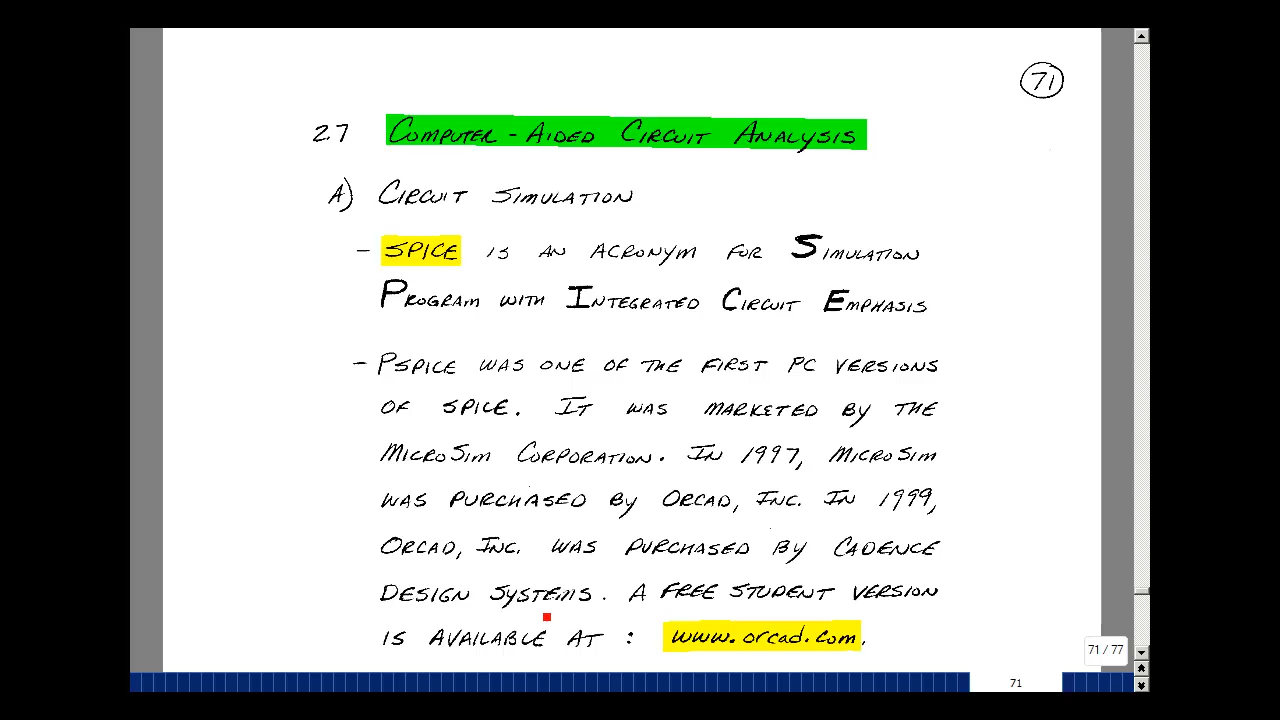 71
2.7 COMPUTER-AIDED CIRCUIT ANALYSIS
A) CIRCUIT SIMULATION
- SPICE IS AN ACRONYM FOR SIMULATION
PROGRAM WITH INTEGRATED CIRCUIT EMPHASIS
- PSPICE WAS ONE OF THE FIRST PC VERSIONS
OF SPICE. IT WAS MARKETED BY THE
MICROSIM CORPORATION. IN 1997, MICROSIM
WAS PURCHASED BY ORCAD, INC. IN 1999,
ORCAD, INC. WAS PURCHASED BY CADENCE
DESIGN SYSTEMS. A FREE STUDENT VERSION
IS AVAILABLE AT : www.orcad.com.
71 / 77
71